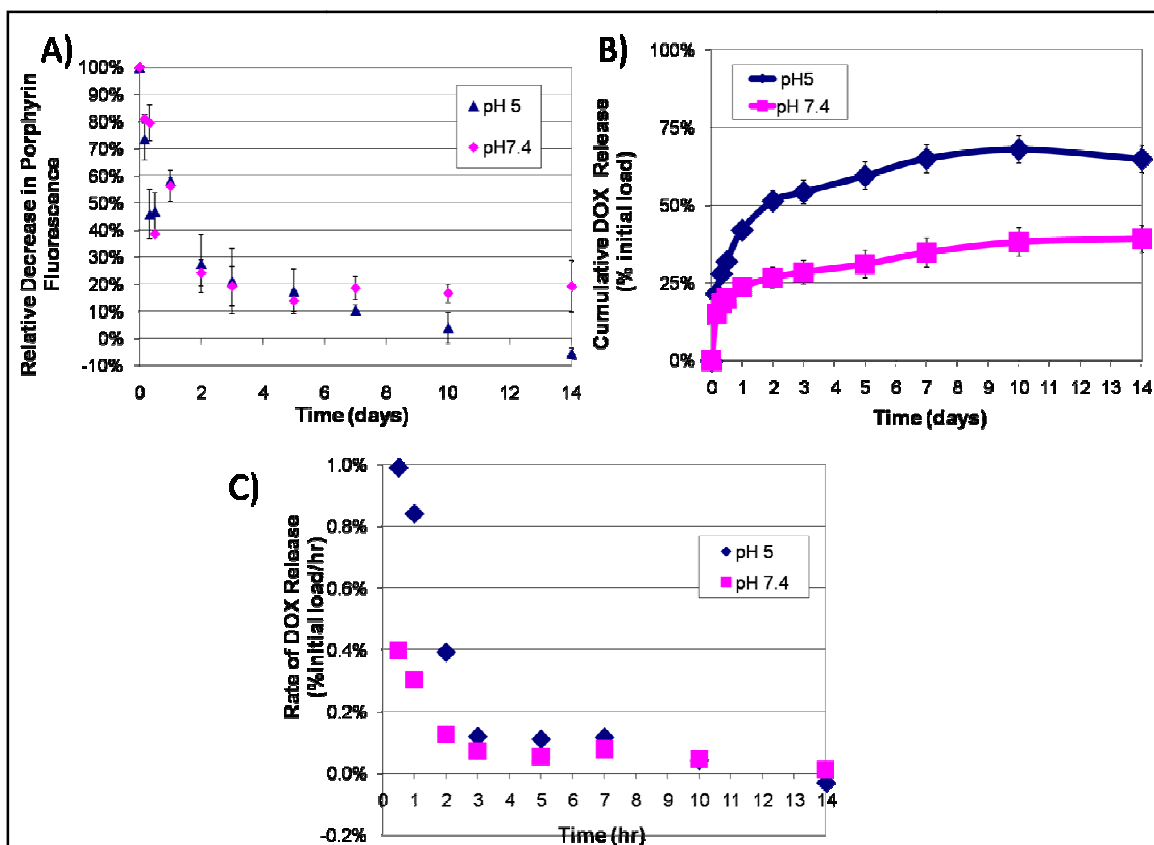 A)
Relative Decrease in Porphyrin
Fluorescence
100%
90%
80%
70%
60%
50%
40%
30%
20%
10%
0%
-10%
pH 5
pH7.4
0 2 4 6 8 10 12 14
Time (days)
B)
Cumulative DOX Release
(% initial load)
100%
75%
50%
25%
0%
pH5
pH 7.4
0 1 2 3 4 5 6 7 8 9 10 11 12 13 14
Time (days)
C)
Rate of DOX Release
(%initial load/hr)
1.0%
0.8%
0.6%
0.4%
0.2%
0.0%
-0.2%
pH 5
pH 7.4
0 1 2 3 4 5 6 7 8 9 10 11 12 13 14
Time (hr)